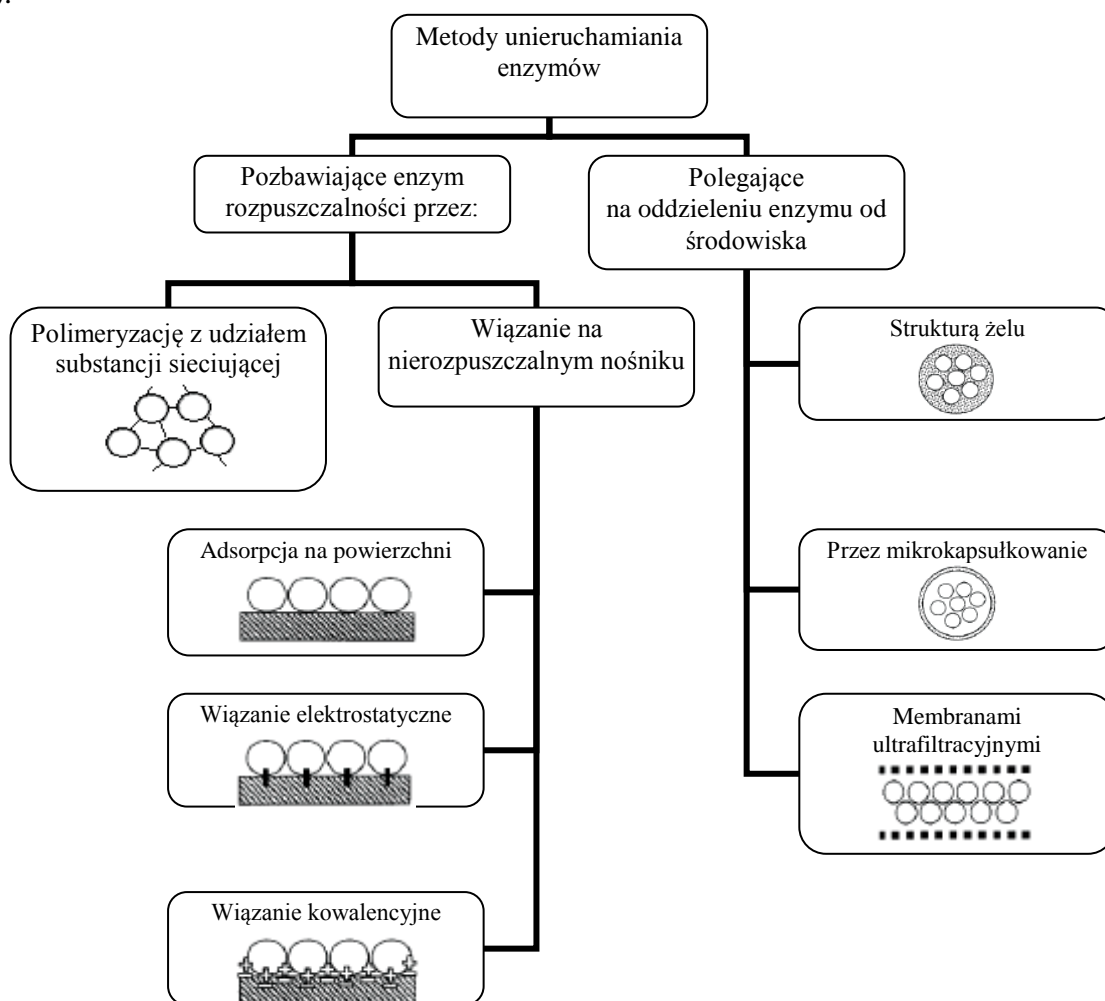 Metody unieruchamiania
enzymów
Pozbawiające enzym
rozpuszczalności przez:
Polegające
na oddzieleniu enzymu od
środowiska
Polimeryzację z udziałem
substancji sieciującej
Wiązanie na
nierozpuszczalnym nośniku
Strukturą żelu
Adsorpcja na powierzchni
Przez mikrokapsułkowanie
Wiązanie elektrostatyczne
Membranami
ultrafiltracyjnymi
Wiązanie kowalencyjne